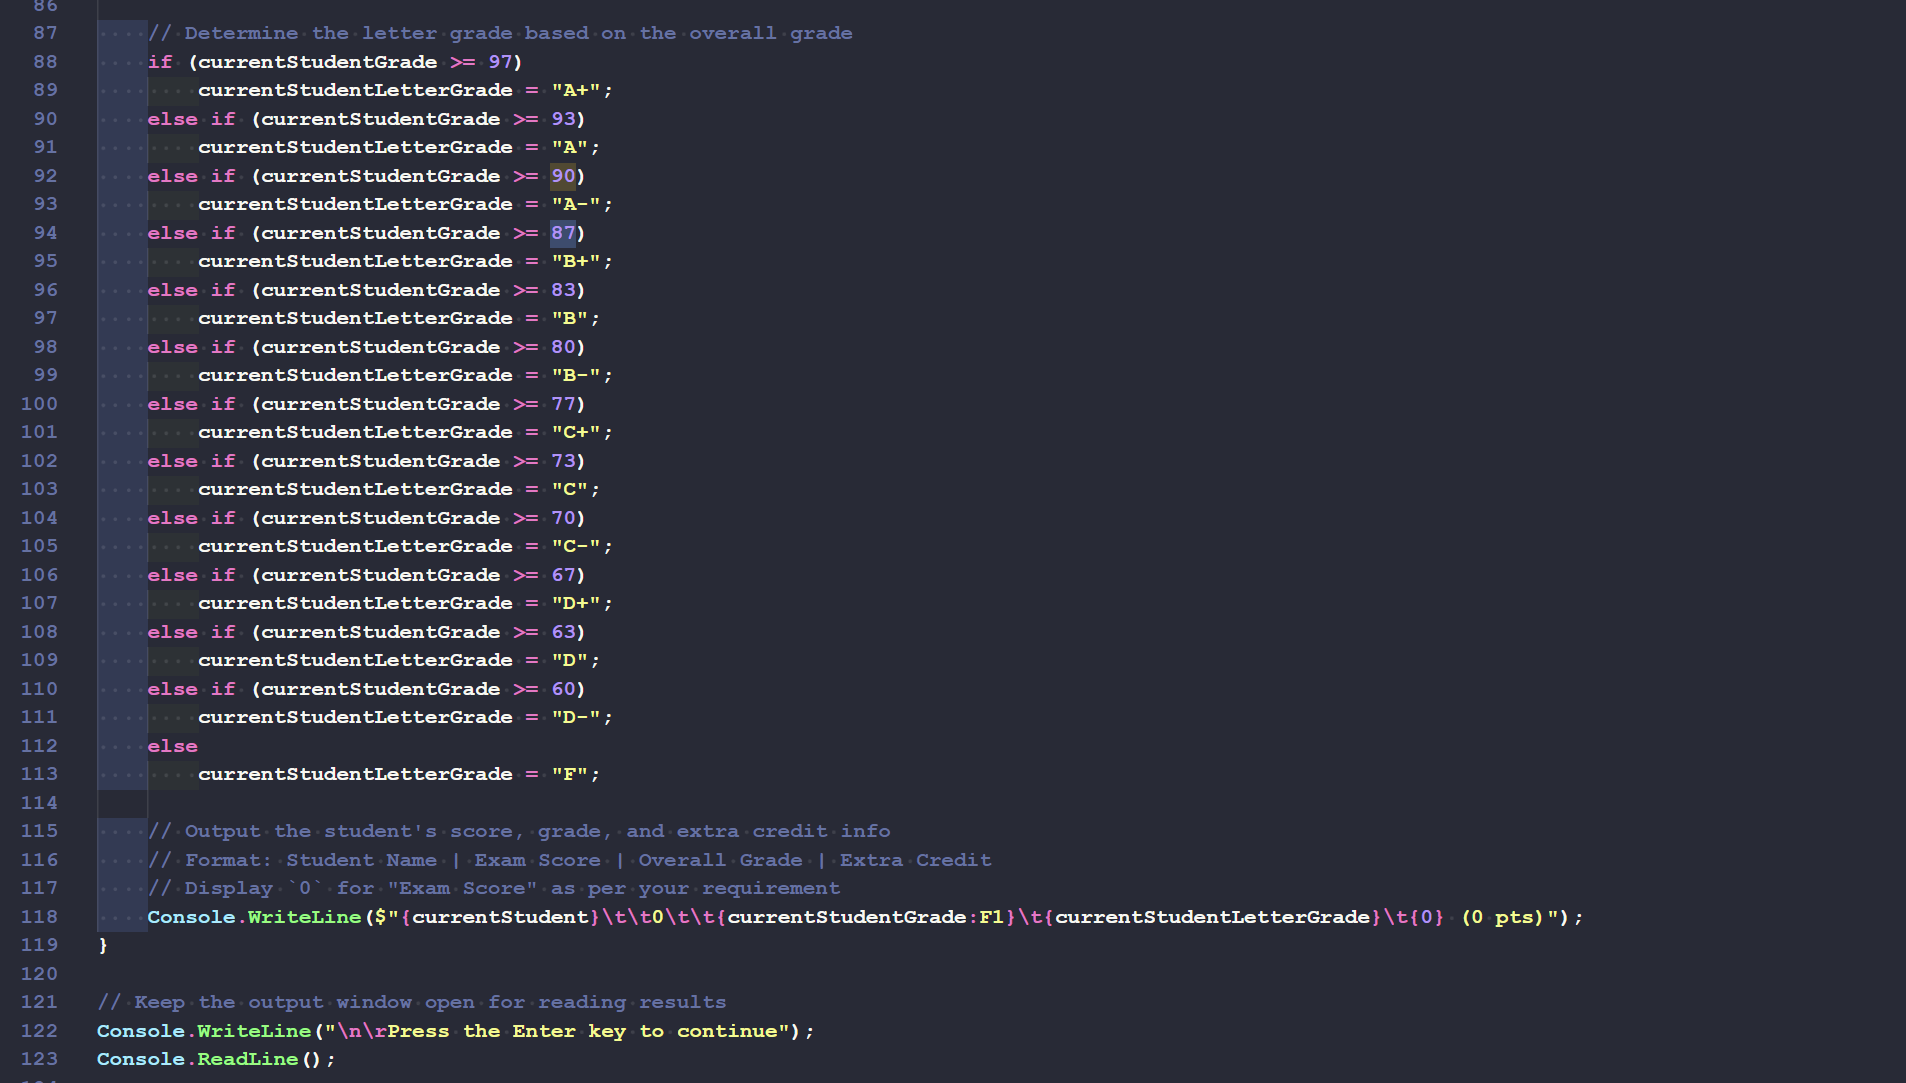 86
87 // Determine the letter grade based on the overall grade
88 if (currentStudentGrade >= 97)
89 currentStudentLetterGrade = "A+";
90 else if (currentStudentGrade >= 93)
91 currentStudentLetterGrade = "A";
92 else if (currentStudentGrade >= 90)
93 currentStudentLetterGrade = "A-";
94 else if (currentStudentGrade >= 87)
95 currentStudentLetterGrade = "B+";
96 else if (currentStudentGrade >= 83)
97 currentStudentLetterGrade = "B";
98 else if (currentStudentGrade >= 80)
99 currentStudentLetterGrade = "B-";
100 else if (currentStudentGrade >= 77)
101 currentStudentLetterGrade = "C+";
102 else if (currentStudentGrade >= 73)
103 currentStudentLetterGrade = "C";
104 else if (currentStudentGrade >= 70)
105 currentStudentLetterGrade = "C-";
106 else if (currentStudentGrade >= 67)
107 currentStudentLetterGrade = "D+";
108 else if (currentStudentGrade >= 63)
109 currentStudentLetterGrade = "D";
110 else if (currentStudentGrade >= 60)
111 currentStudentLetterGrade = "D-";
112 else
113 currentStudentLetterGrade = "F";
114
115 // Output the student's score, grade, and extra credit info
116 // Format: Student Name | Exam Score | Overall Grade | Extra Credit
117 // Display `0` for "Exam Score" as per your requirement
118 Console.WriteLine($"{currentStudent}\t\t0\t\t{currentStudentGrade:F1}\t{currentStudentLetterGrade}\t{0} (0 pts)");
119 }
120
121 // Keep the output window open for reading results
122 Console.WriteLine("\n\rPress the Enter key to continue");
123 Console.ReadLine();